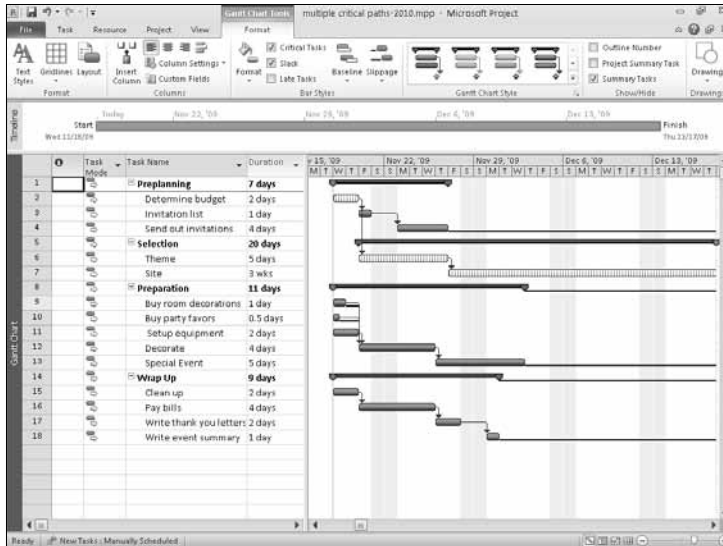 Gantt Chart Tools
multiple critical paths-2010.mpp - Microsoft Project
File Task Resource Project View Format
Text Styles
Gridlines
Layout
Format
Insert Column
Column Settings
Custom Fields
Columns
Format
Critical Tasks
Slack
Late Tasks
Baseline
Slippage
Bar Styles
Gantt Chart Style
Outline Number
Project Summary Task
Summary Tasks
Show/Hide
Drawing
Drawings
Timeline
Today Nov 22, '09 Nov 29, '09 Dec 6, '09 Dec 13, '09
Start
Finish
Thu 12/17/09
Gantt Chart
Task Mode Task Name Duration
15, '09 Nov 22, '09 Nov 29, '09 Dec 6, '09 Dec 13, '09
M T W T F S S M T W T F S S M T W T F S S M T W T F S S M T W T F S
1 Preplanning 7 days
2 Determine budget 2 days
3 Invitation list 1 day
4 Send out invitations 4 days
5 Selection 20 days
6 Theme 5 days
7 Site 3 wks
8 Preparation 11 days
9 Buy room decorations 1 day
10 Buy party favors 0.5 days
11 Setup equipment 2 days
12 Decorate 4 days
13 Special Event 5 days
14 Wrap Up 9 days
15 Clean up 2 days
16 Pay bills 4 days
17 Write thank you letters 2 days
18 Write event summary 1 day
Ready New Tasks : Manually Scheduled